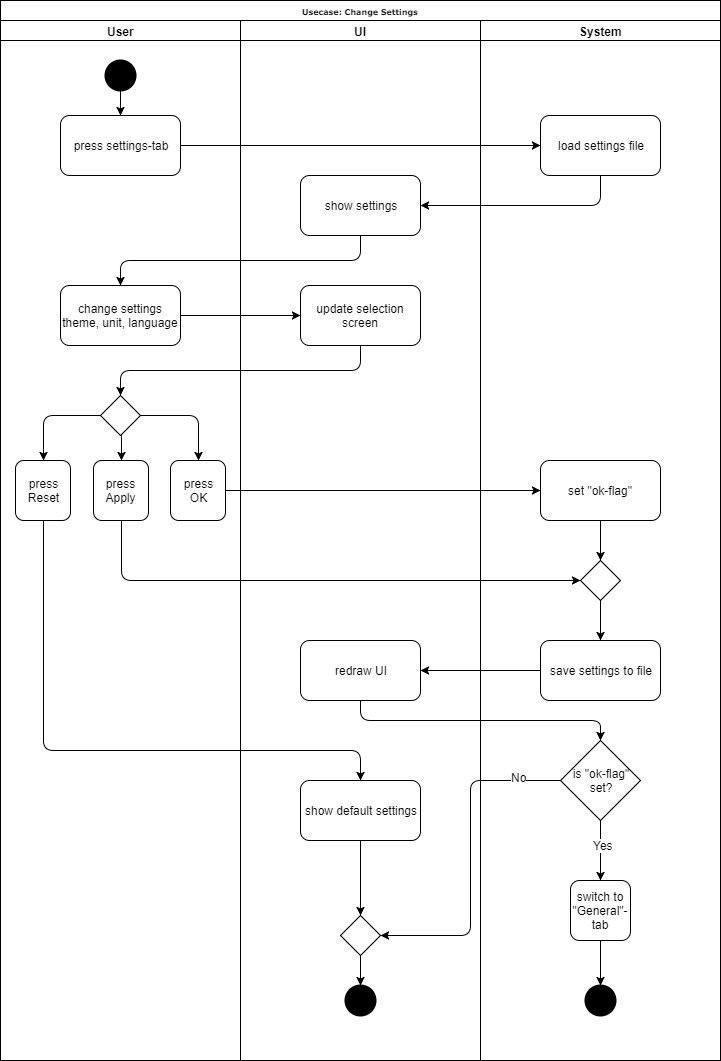 Usecase: Change Settings
User
UI
System
press settings-tab
load settings file
show settings
change settings
theme, unit, language
update selection
screen
press
Reset
press
Apply
press
OK
set "ok-flag"
redraw UI
save settings to file
is "ok-flag"
set?
No
show default settings
Yes
switch to
"General"-
tab